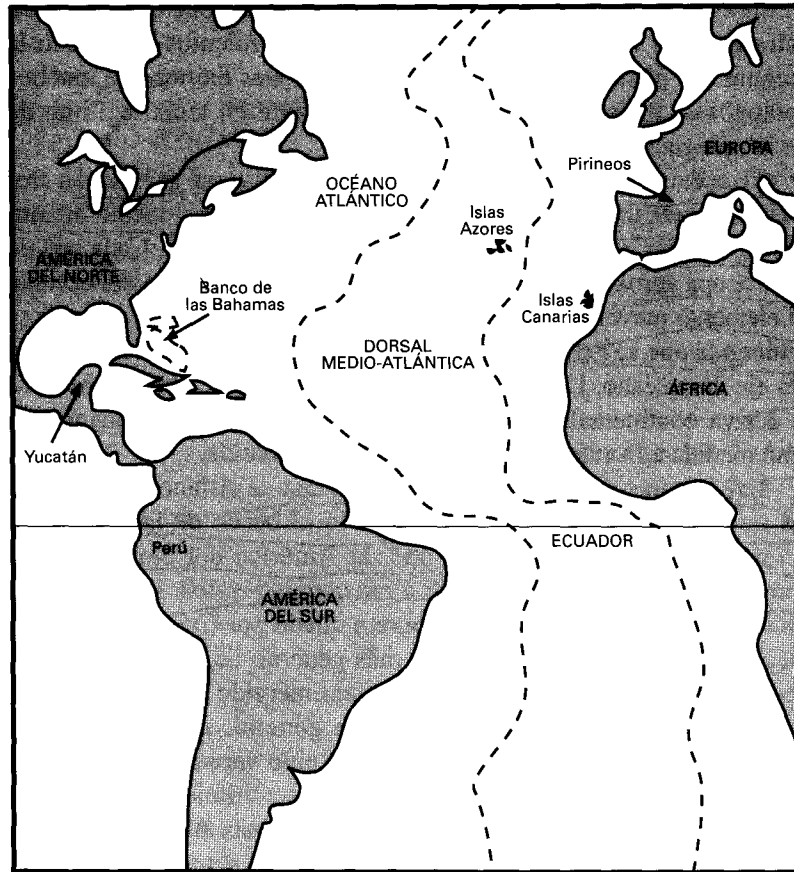 EUROPA
Pirineos
OCÉANO
ATLÁNTICO
Islas
Azores
AMÉRICA
DEL NORTE
Banco de
las Bahamas
Islas
Canarias
DORSAL
MEDIO-ATLÁNTICA
ÁFRICA
Yucatán
Perú
ECUADOR
AMÉRICA
DEL SUR